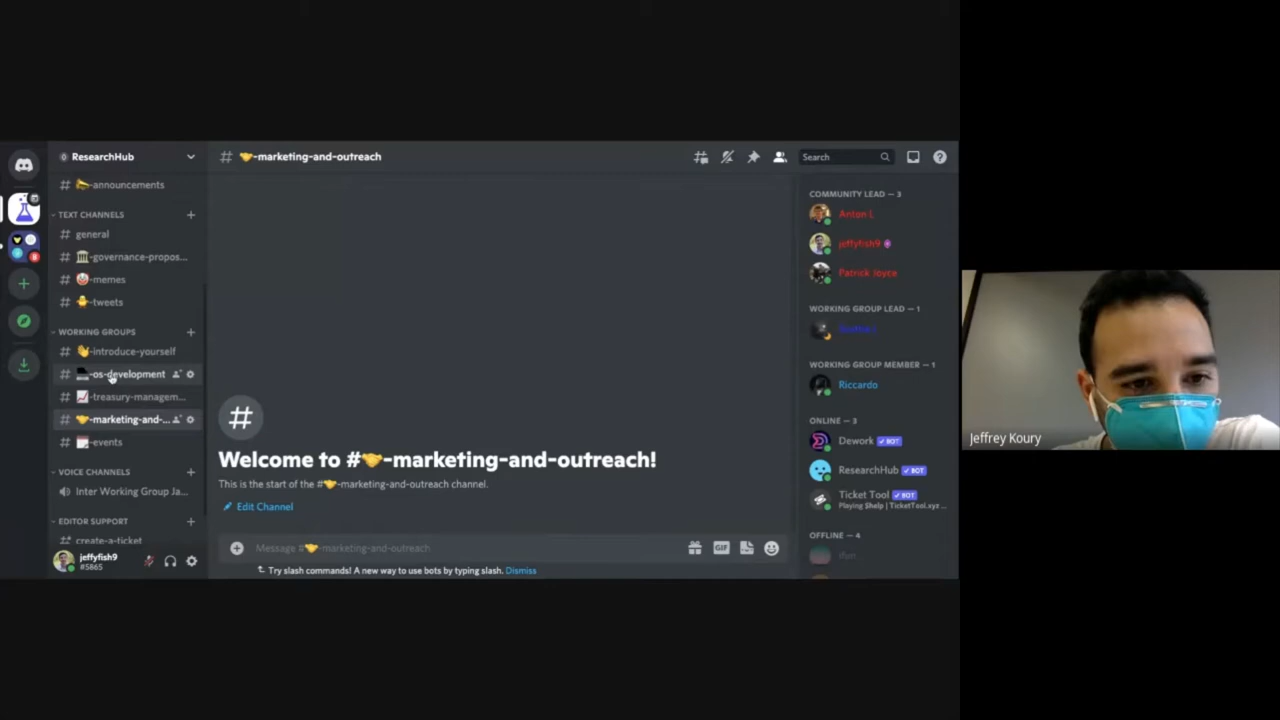 ResearchHub
-announcements
TEXT CHANNELS
general
-governance-propos...
-memes
-tweets
WORKING GROUPS
-introduce-yourself
-os-development
-treasury-managem...
-marketing-and-...
-events
VOICE CHANNELS
Inter Working Group Ja...
EDITOR SUPPORT
create-a-ticket
jeffyfish9
#5865
# -marketing-and-outreach
Search
#
Welcome to # -marketing-and-outreach!
This is the start of the # -marketing-and-outreach channel.
Edit Channel
Message # -marketing-and-outreach
GIF
Try slash commands! A new way to use bots by typing slash. Dismiss
COMMUNITY LEAD — 3
Anton L
jeffyfish9
Patrick Joyce
WORKING GROUP LEAD — 1
WORKING GROUP MEMBER — 1
Riccardo
ONLINE — 3
Dework ✓ BOT
ResearchHub ✓ BOT
Ticket Tool ✓ BOT
Playing $help | TicketTool.xyz ...
OFFLINE — 4
Jeffrey Koury